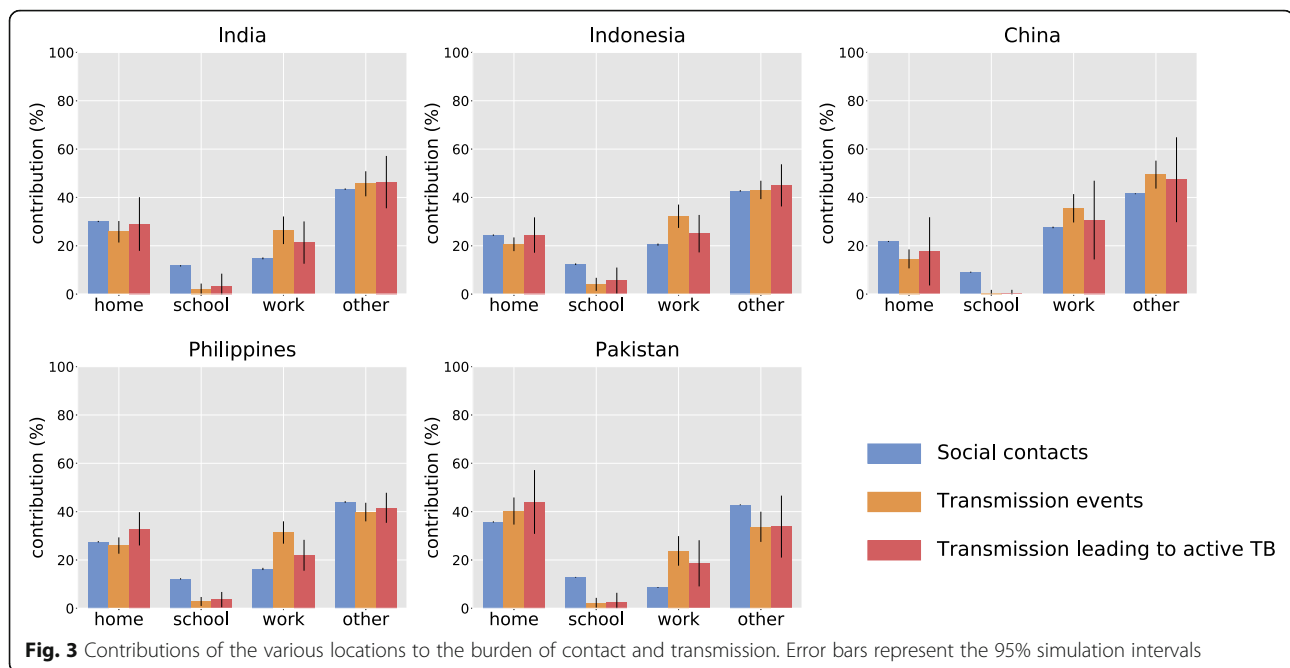 India
contribution (%)
100
80
60
40
20
0
home school work other
Indonesia
contribution (%)
100
80
60
40
20
0
home school work other
China
contribution (%)
100
80
60
40
20
0
home school work other
Philippines
contribution (%)
100
80
60
40
20
0
home school work other
Pakistan
contribution (%)
100
80
60
40
20
0
home school work other
Social contacts
Transmission events
Transmission leading to active TB
Fig. 3 Contributions of the various locations to the burden of contact and transmission. Error bars represent the 95% simulation intervals